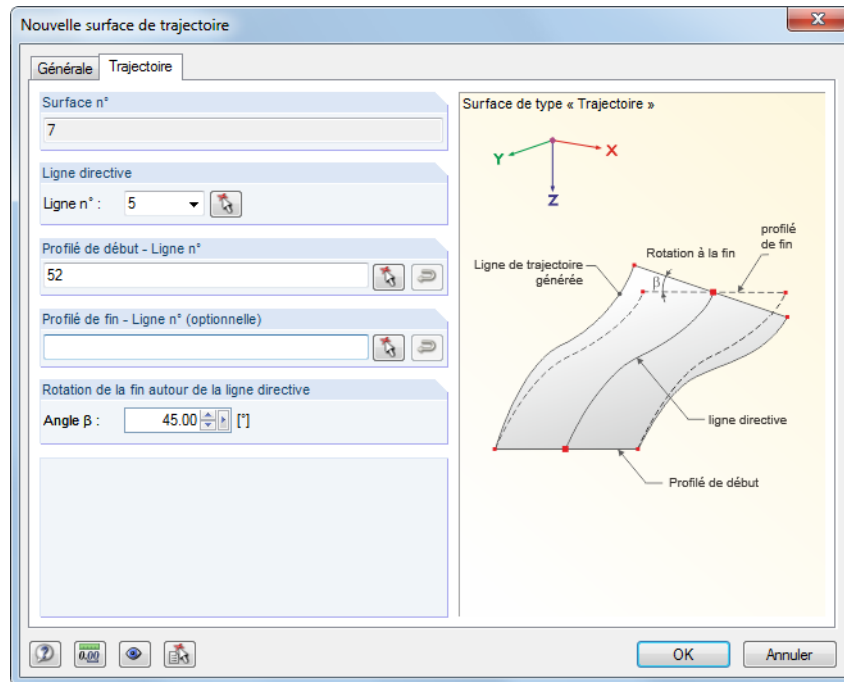 Nouvelle surface de trajectoire
Générale
Trajectoire
Surface n°
7
Ligne directive
Ligne n° :
5
Profilé de début - Ligne n°
52
Profilé de fin - Ligne n° (optionnelle)
Rotation de la fin autour de la ligne directive
Angle β :
45.00
[°]
Surface de type « Trajectoire »
Y
X
Z
profilé
de fin
Rotation à la fin
Ligne de trajectoire
générée
β
ligne directive
Profilé de début
0.00
OK
Annuler